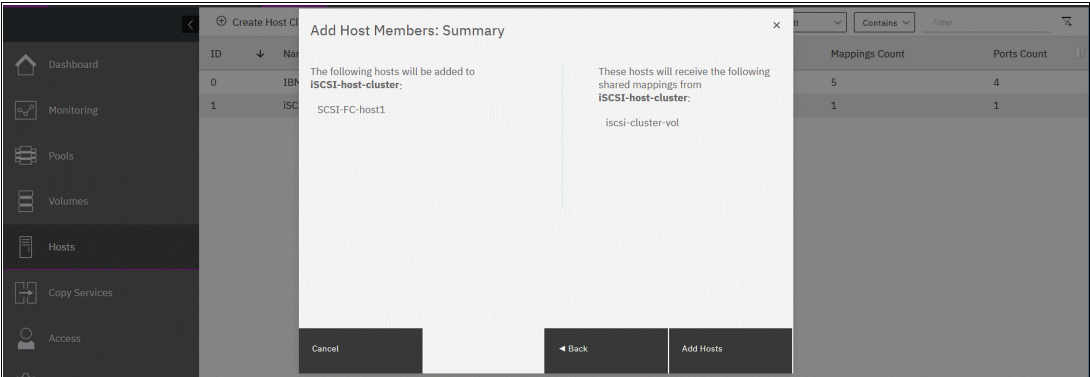 Create Host Cl
Contains
Filter
ID
Mappings Count
Ports Count
0
5
4
1
1
1
Dashboard
Monitoring
Pools
Volumes
Hosts
Copy Services
Access
Add Host Members: Summary
The following hosts will be added to
iSCSI-host-cluster:
SCSI-FC-host1
These hosts will receive the following
shared mappings from
iSCSI-host-cluster:
iscsi-cluster-vol
Cancel
Back
Add Hosts